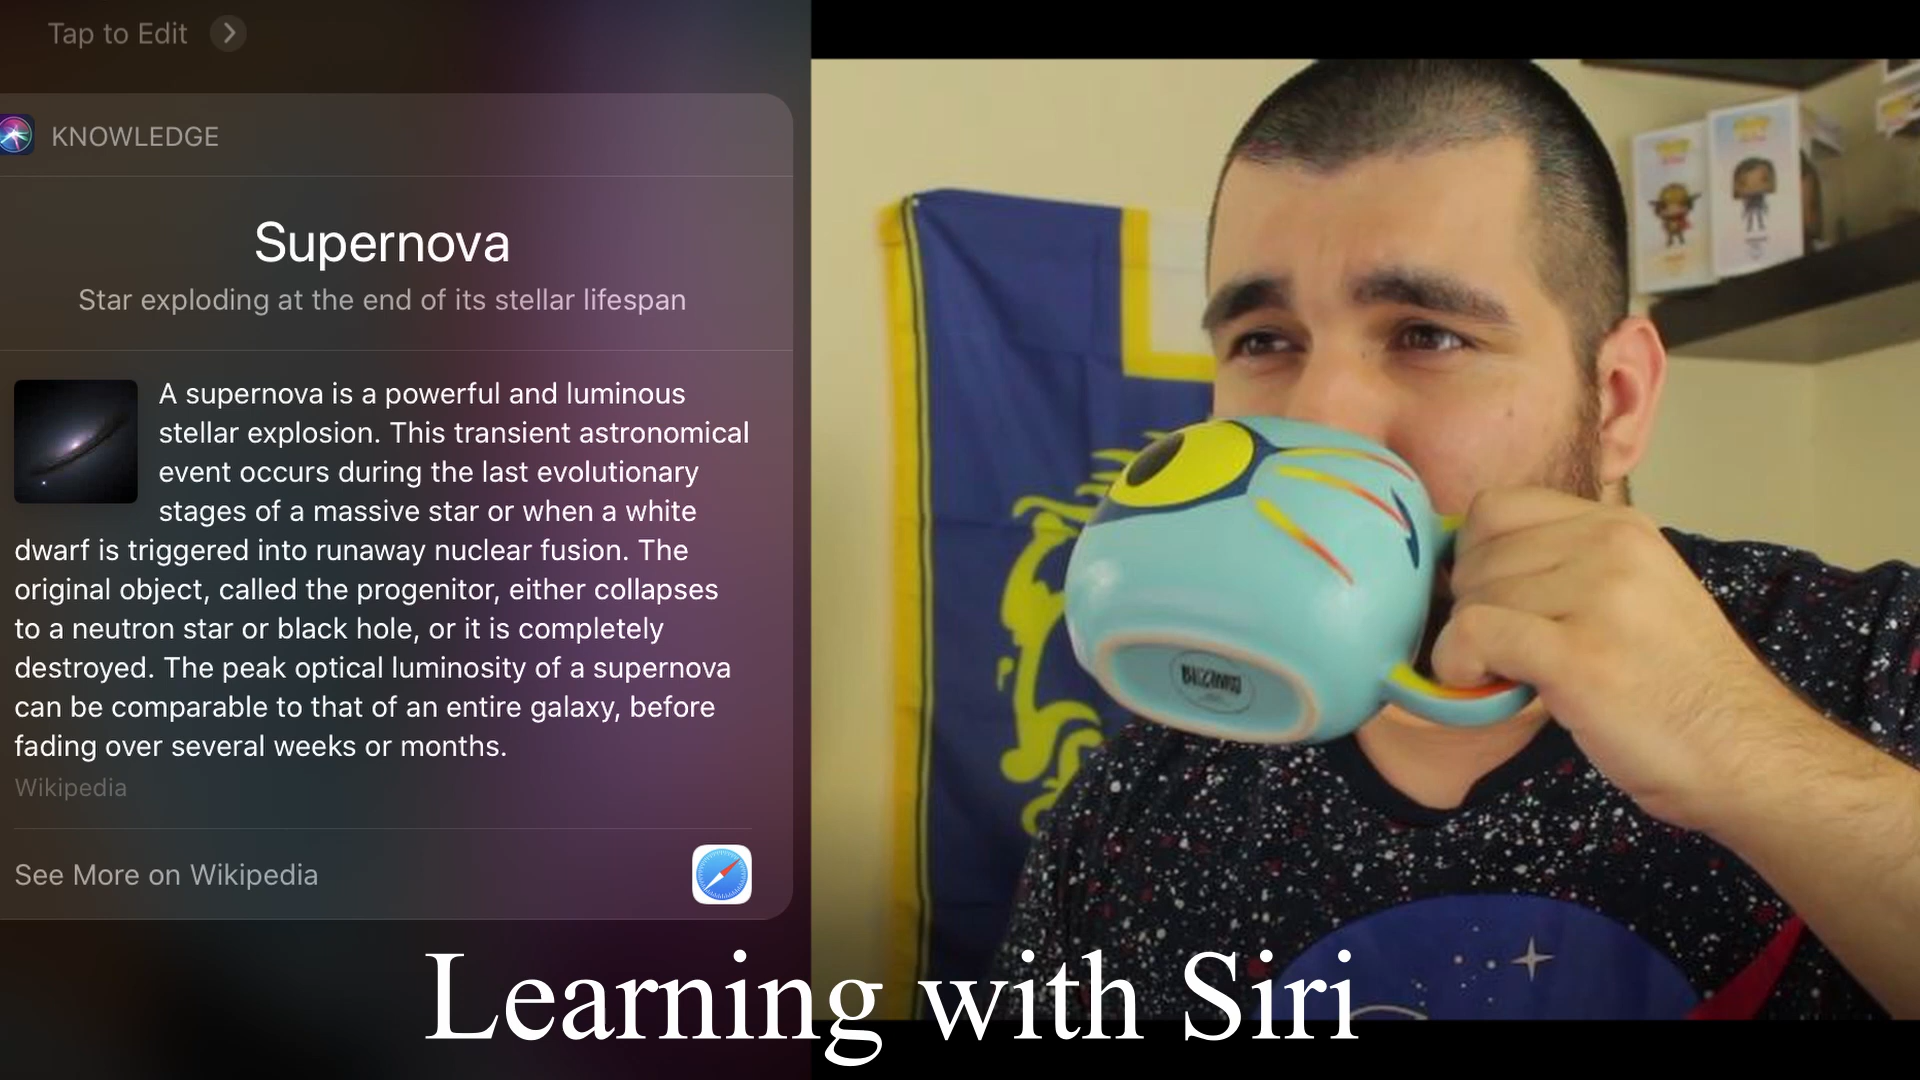 Tap to Edit
KNOWLEDGE
Supernova
Star exploding at the end of its stellar lifespan
A supernova is a powerful and luminous
stellar explosion. This transient astronomical
event occurs during the last evolutionary
stages of a massive star or when a white
dwarf is triggered into runaway nuclear fusion. The
original object, called the progenitor, either collapses
to a neutron star or black hole, or it is completely
destroyed. The peak optical luminosity of a supernova
can be comparable to that of an entire galaxy, before
fading over several weeks or months.
Wikipedia
See More on Wikipedia
BLIZZARD
Learning with Siri